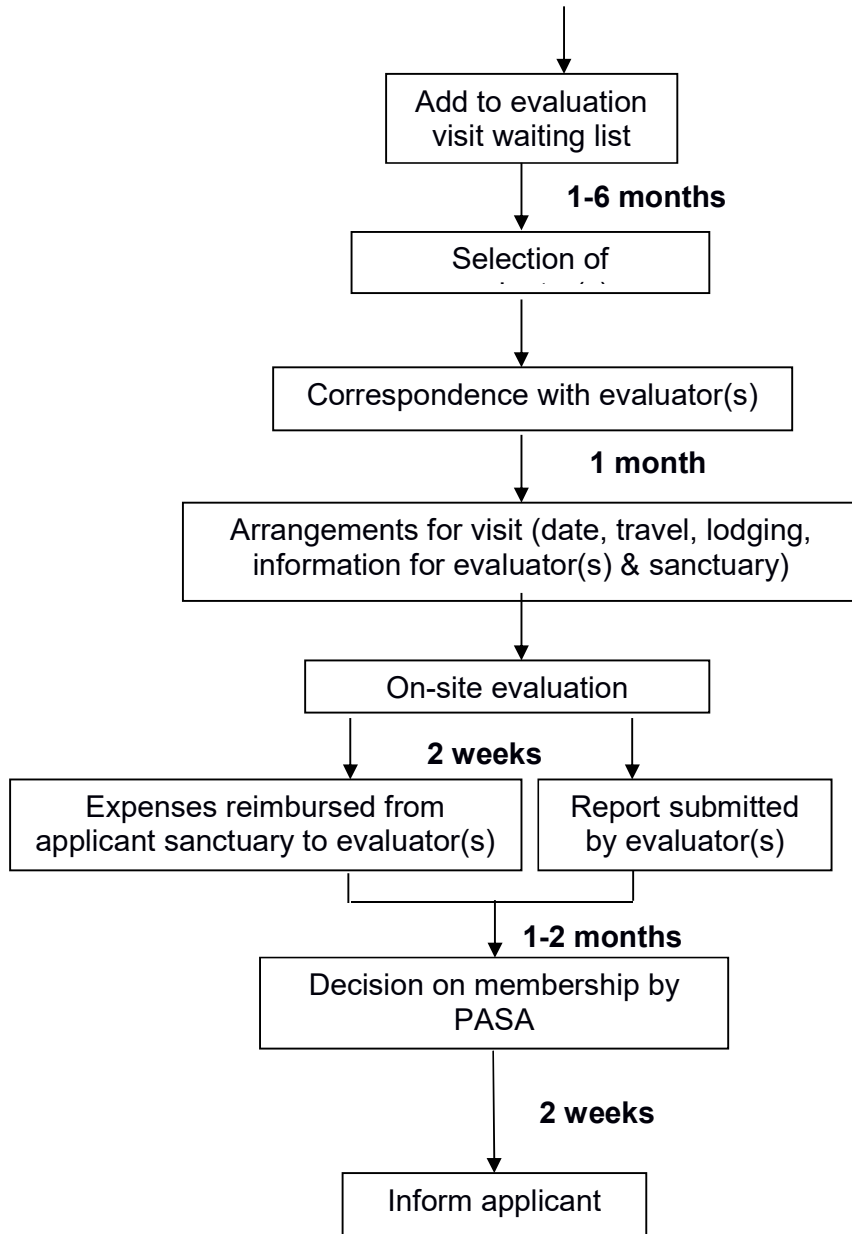 Add to evaluation
visit waiting list
1-6 months
Selection of
Correspondence with evaluator(s)
1 month
Arrangements for visit (date, travel, lodging,
information for evaluator(s) & sanctuary)
On-site evaluation
2 weeks
Expenses reimbursed from
applicant sanctuary to evaluator(s)
Report submitted
by evaluator(s)
1-2 months
Decision on membership by
PASA
2 weeks
Inform applicant